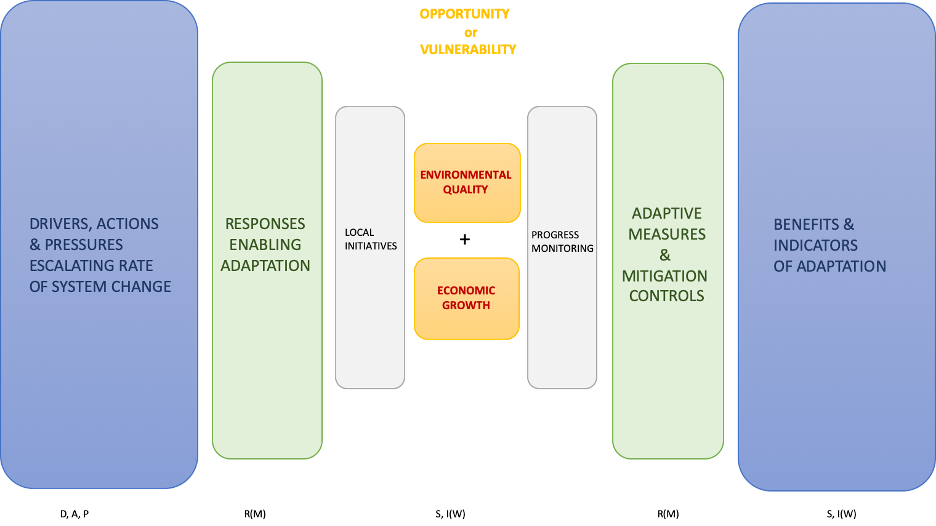 OPPORTUNITY
or
VULNERABILITY
DRIVERS, ACTIONS
& PRESSURES
ESCALATING RATE
OF SYSTEM CHANGE
RESPONSES
ENABLING
ADAPTATION
LOCAL
INITIATIVES
ENVIRONMENTAL
QUALITY
+
ECONOMIC
GROWTH
PROGRESS
MONITORING
ADAPTIVE
MEASURES
&
MITIGATION
CONTROLS
BENEFITS &
INDICATORS
OF ADAPTATION
D, A, P
R(M)
S, I(W)
R(M)
S, I(W)